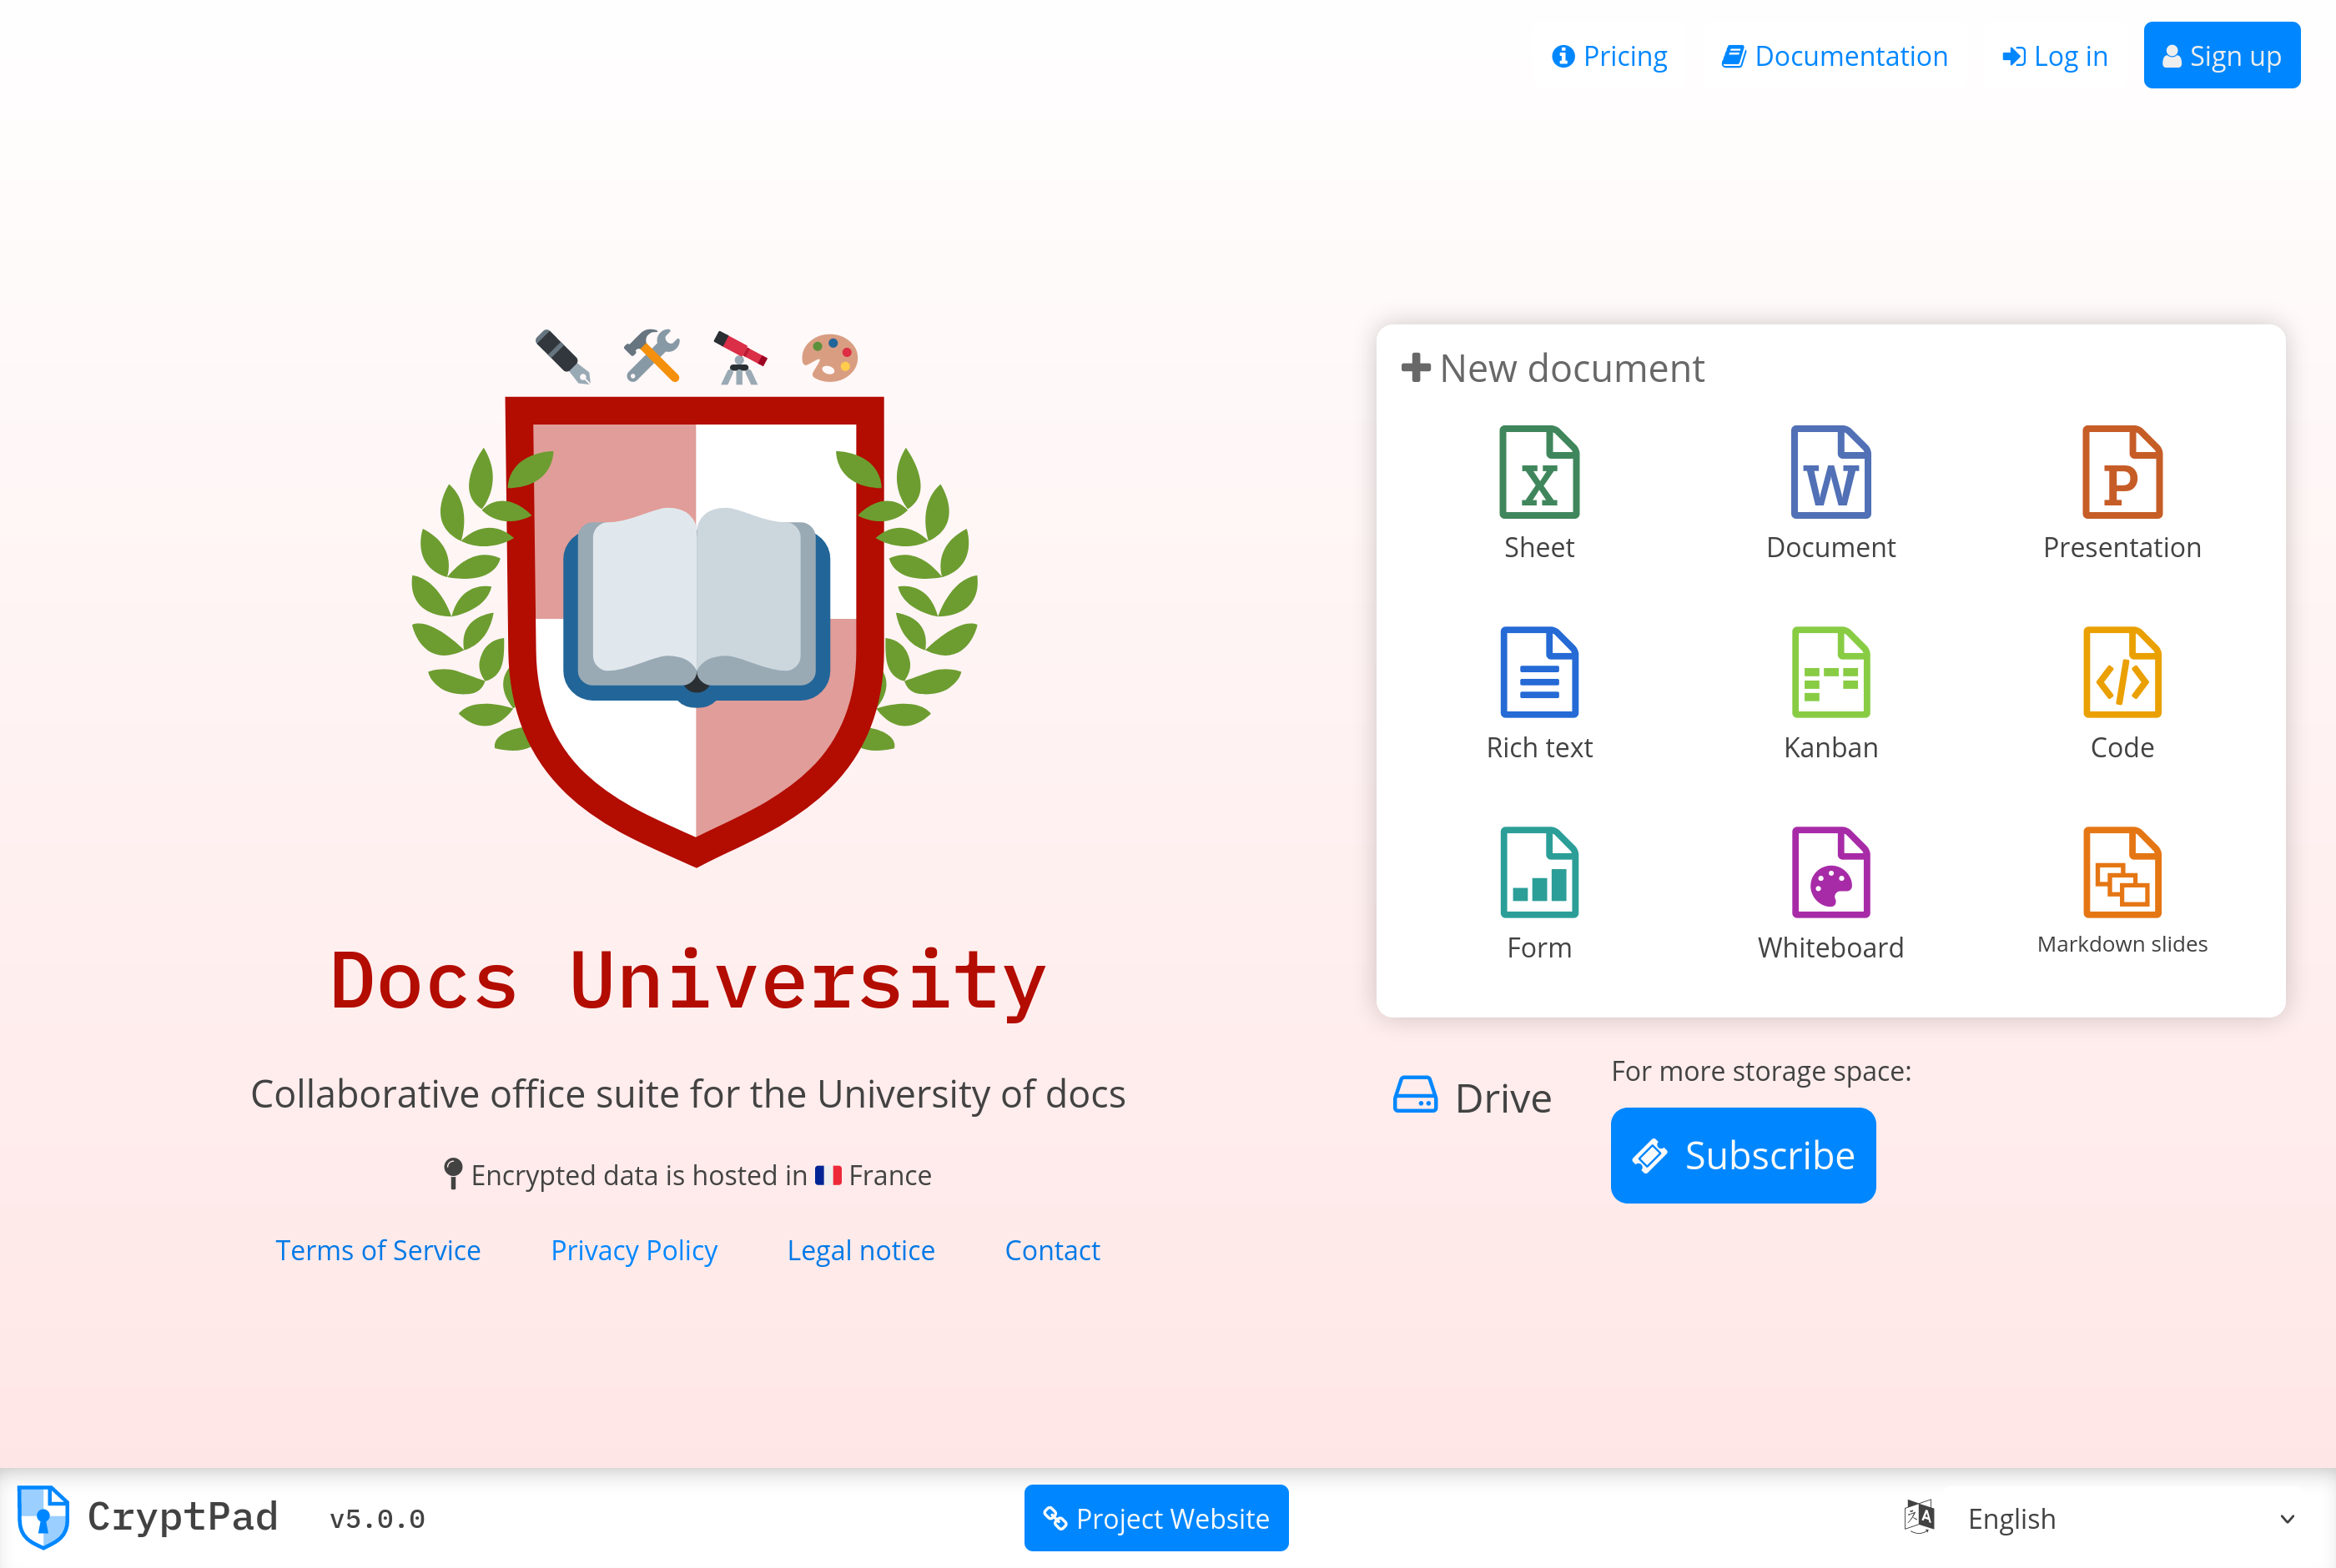 Pricing
Documentation
Log in
Sign up
New document
Sheet
Document
Presentation
Rich text
Kanban
Code
Form
Whiteboard
Markdown slides
Docs University
Collaborative office suite for the University of docs
Encrypted data is hosted in France
Terms of Service
Privacy Policy
Legal notice
Contact
Drive
For more storage space:
Subscribe
CryptPad
v5.0.0
Project Website
English